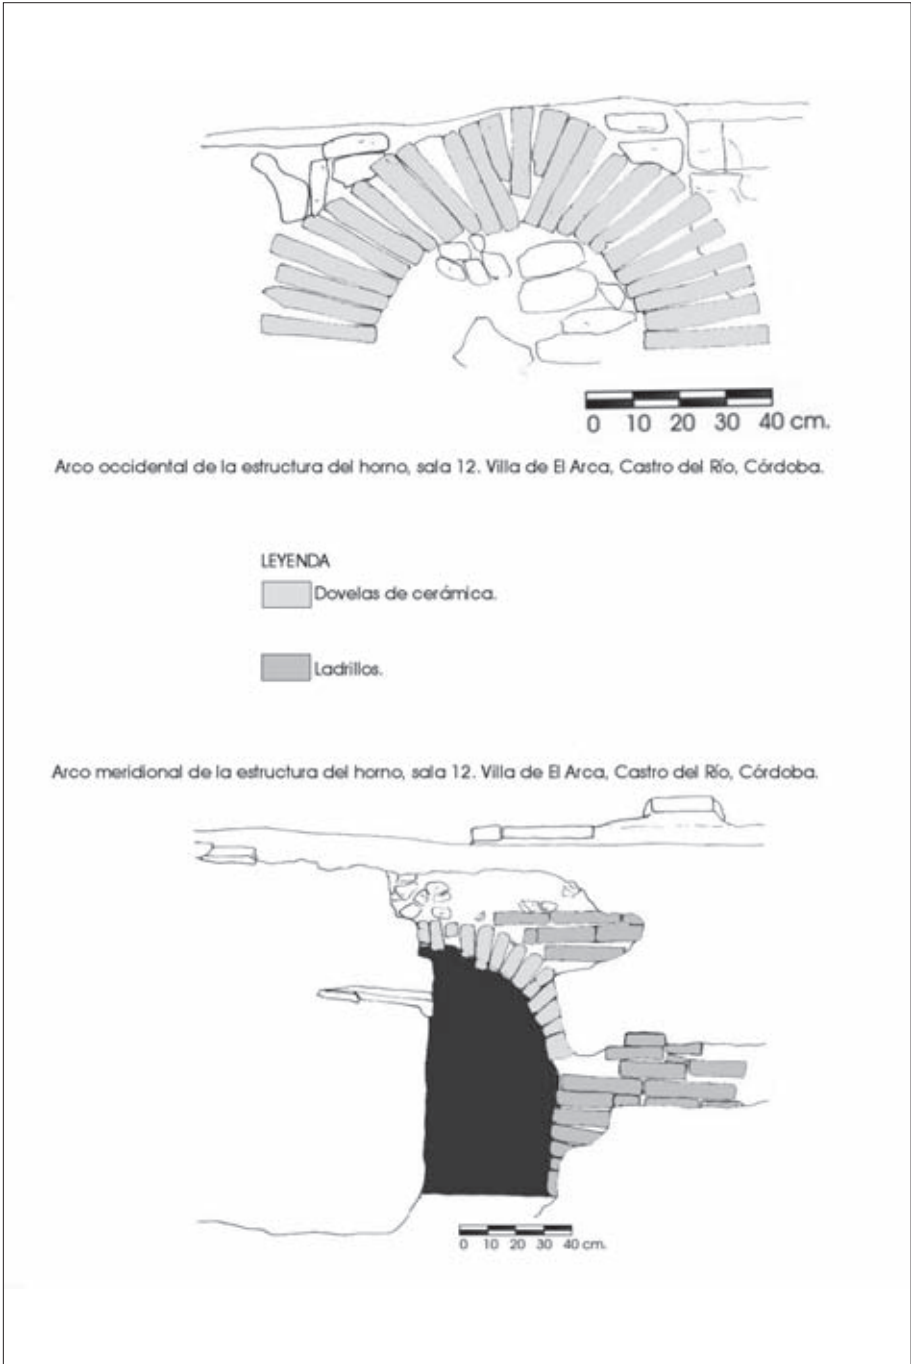 0 10 20 30 40 cm.
Arco occidental de la estructura del horno, sala 12. Villa de El Arca, Castro del Río, Córdoba.
LEYENDA
Dovelas de cerámica.
Ladrillos.
Arco meridional de la estructura del horno, sala 12. Villa de El Arca, Castro del Río, Córdoba.
0 10 20 30 40 cm.